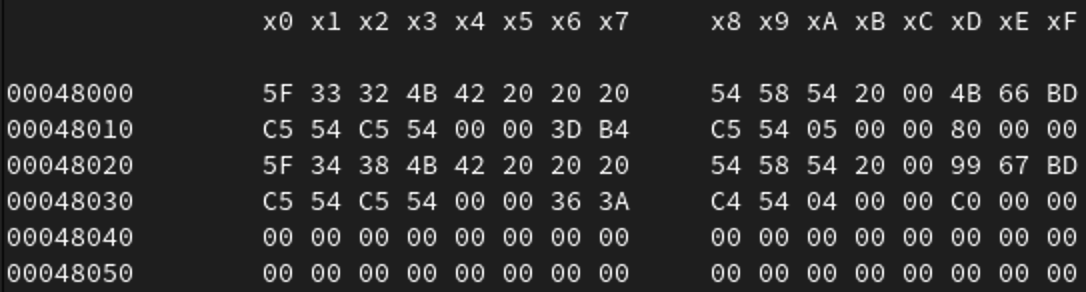 x0 x1 x2 x3 x4 x5 x6 x7 x8 x9 xA xB xC xD xE xF
00048000 5F 33 32 4B 42 20 20 20 54 58 54 20 00 4B 66 BD
00048010 C5 54 C5 54 00 00 3D B4 C5 54 05 00 00 80 00 00
00048020 5F 34 38 4B 42 20 20 20 54 58 54 20 00 99 67 BD
00048030 C5 54 C5 54 00 00 36 3A C4 54 04 00 00 C0 00 00
00048040 00 00 00 00 00 00 00 00 00 00 00 00 00 00 00 00
00048050 00 00 00 00 00 00 00 00 00 00 00 00 00 00 00 00